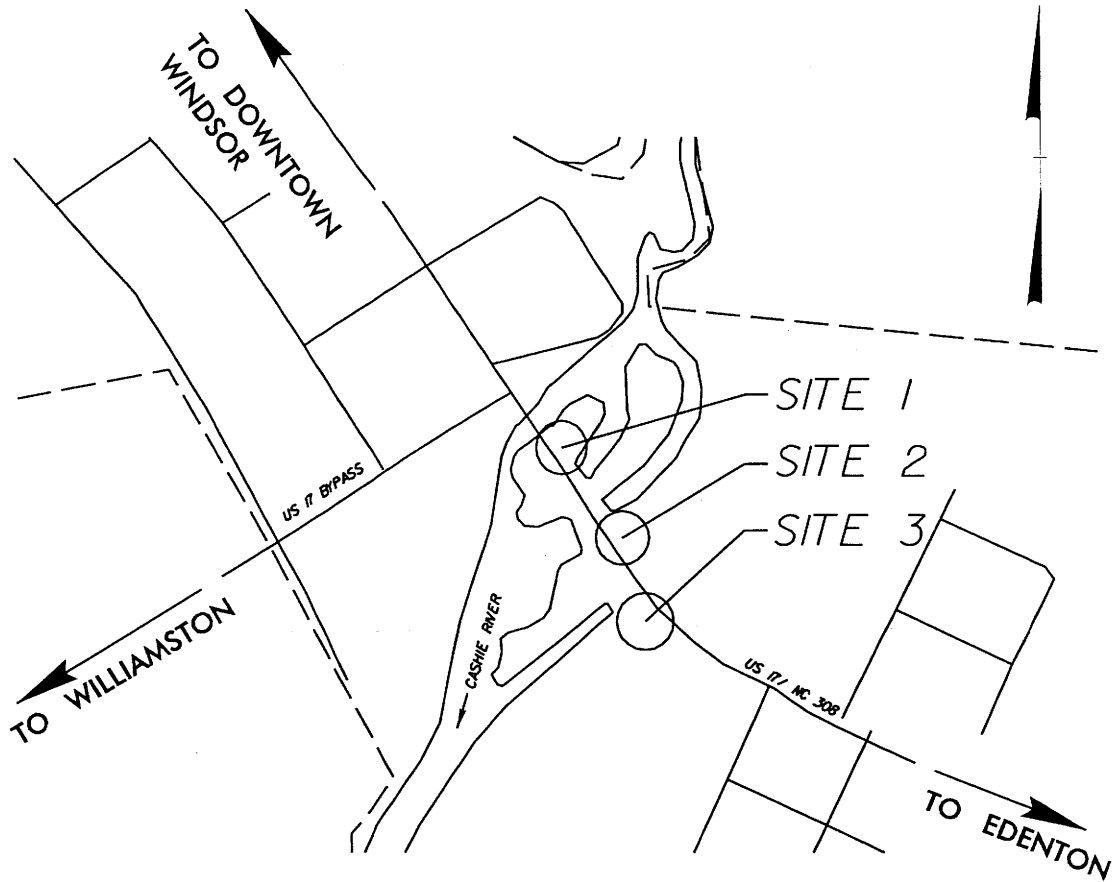 TO DOWNTOWN
WINDSOR
SITE 1
SITE 2
SITE 3
US 17 BYPASS
TO WILLIAMSTON
CASHIE RIVER
US 17/ NC 308
TO EDENTON